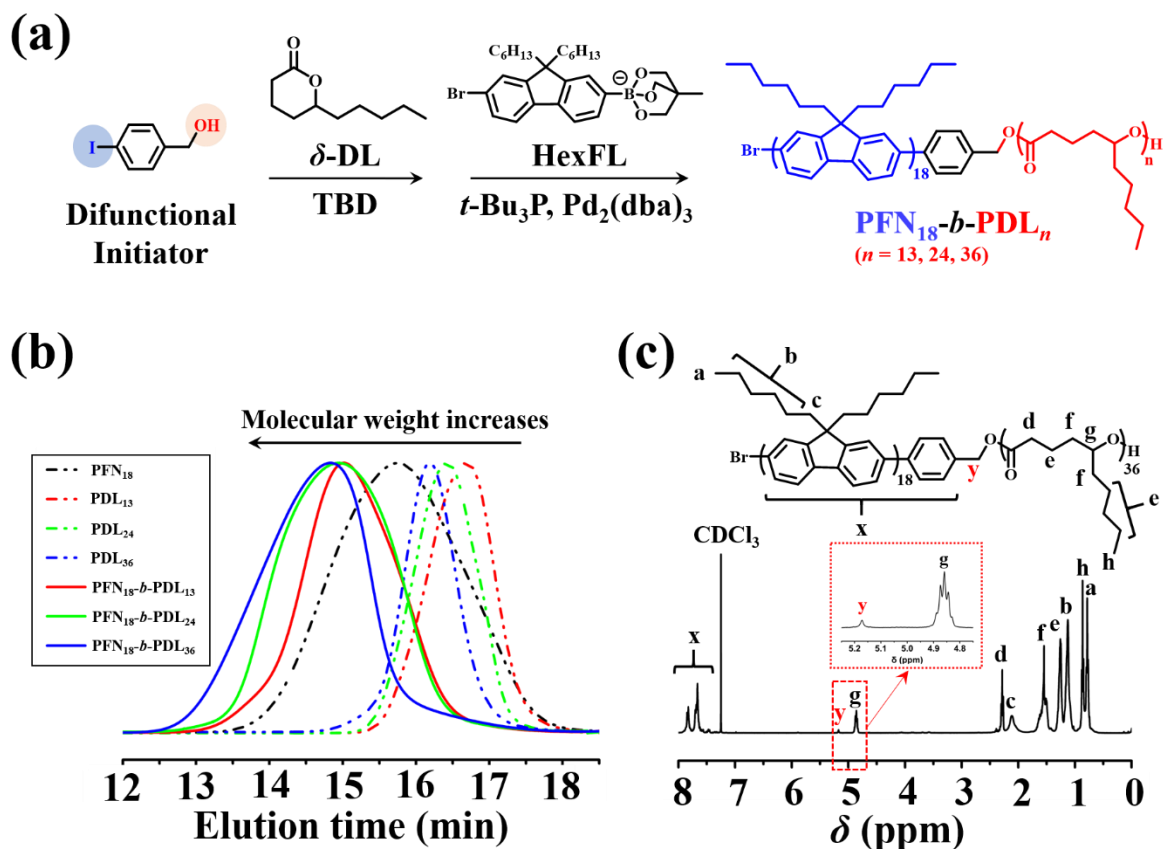 (a)
O
O
δ-DL
TBD
C₆H₁₃ C₆H₁₃
Br
⊖
B
O
O
O
HexFL
t-Bu₃P, Pd₂(dba)₃
I
OH
Difunctional
Initiator
Br
18
O
O
O
H
n
PFN₁₈-b-PDLₙ
(n = 13, 24, 36)
(b)
Molecular weight increases
PFN₁₈
PDL₁₃
PDL₂₄
PDL₃₆
PFN₁₈-b-PDL₁₃
PFN₁₈-b-PDL₂₄
PFN₁₈-b-PDL₃₆
12 13 14 15 16 17 18
Elution time (min)
(c)
a
b
c
Br
18
O
O
O
H
36
d
e
f
g
f
e
h
y
x
CDCl₃
y
g
5.2 5.1 5.0 4.9 4.8
δ (ppm)
x
y
g
d
c
f
e
b
h
a
8 7 6 5 4 3 2 1 0
δ (ppm)